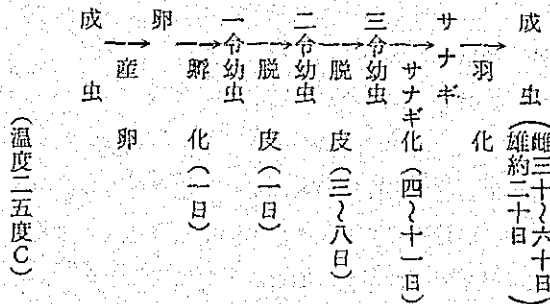 成虫
産卵
卵
孵化(一日)
一令幼虫
脱皮(一日)
二令幼虫
脱皮(三~八日)
三令幼虫
サナギ化(四~十一日)
サナギ
羽化
成虫
(雌三十~六十日
雄約二十日)
(温度二五度C)